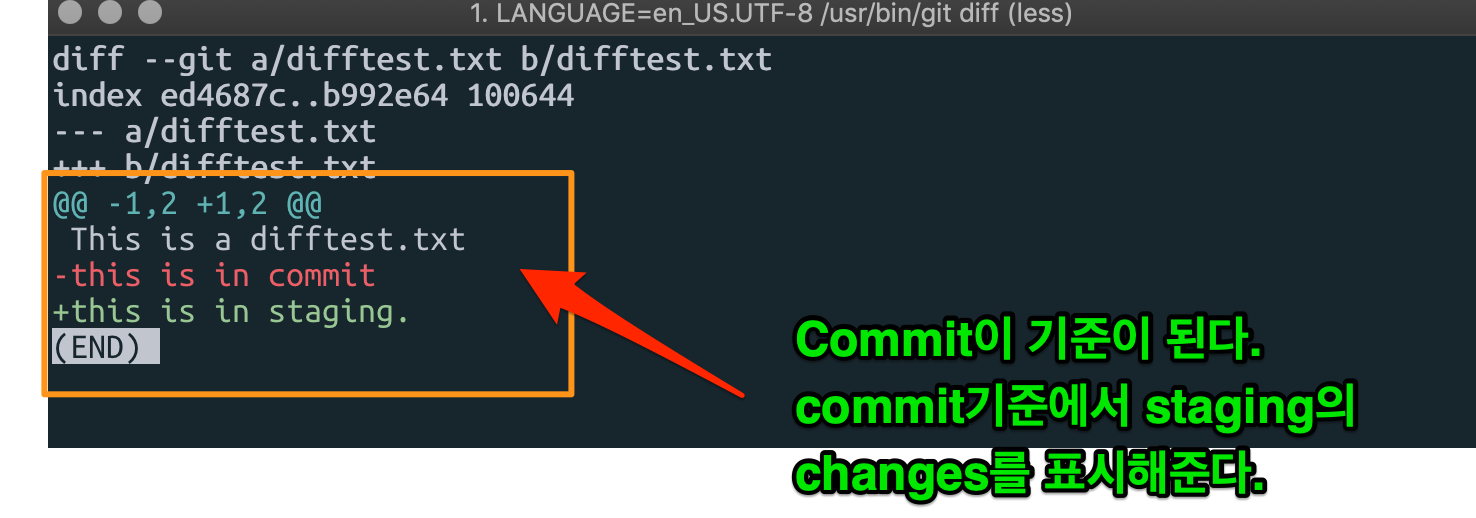 1. LANGUAGE=en_US.UTF-8 /usr/bin/git diff (less)
diff --git a/difftest.txt b/difftest.txt
index ed4687c..b992e64 100644
--- a/difftest.txt
+++ b/difftest.txt
@@ -1,2 +1,2 @@
 This is a difftest.txt
-this is in commit
+this is in staging.
(END)
Commit이 기준이 된다.
commit기준에서 staging의
changes를 표시해준다.